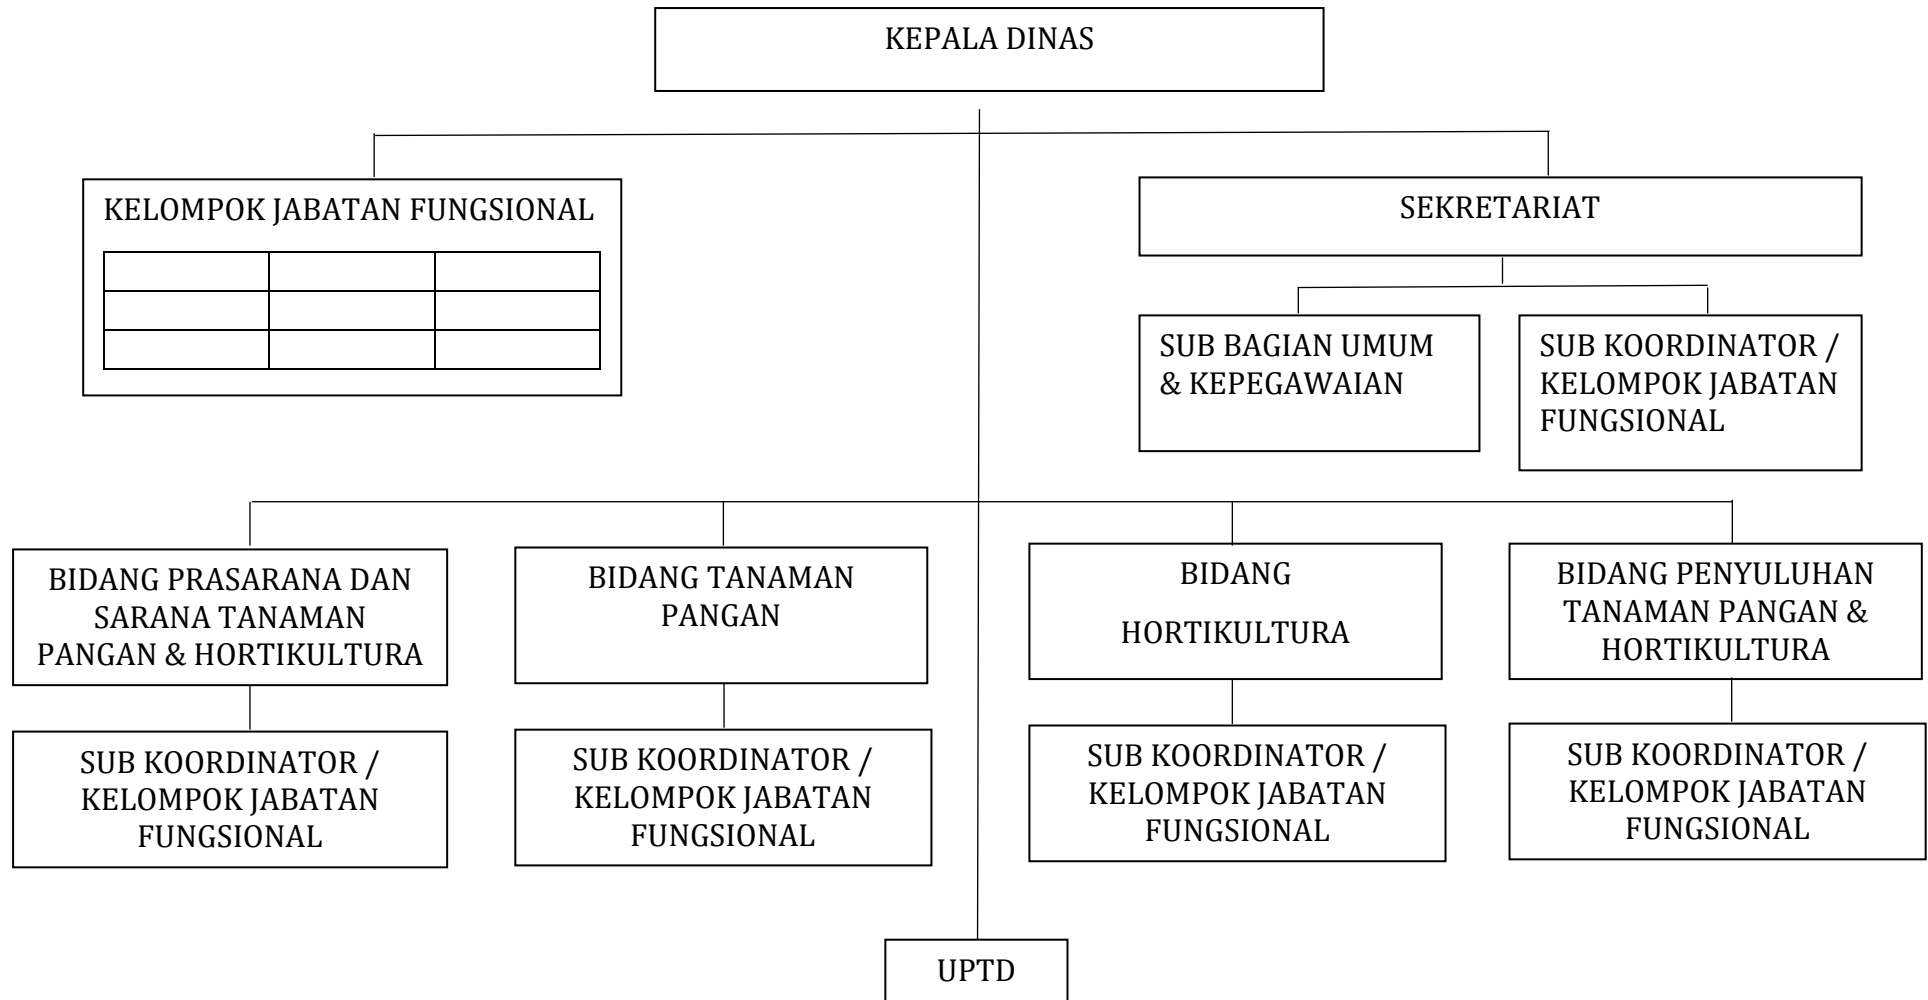 KEPALA DINAS
KELOMPOK JABATAN FUNGSIONAL
SEKRETARIAT
SUB BAGIAN UMUM
& KEPEGAWAIAN
SUB KOORDINATOR /
KELOMPOK JABATAN
FUNGSIONAL
BIDANG PRASARANA DAN
SARANA TANAMAN
PANGAN & HORTIKULTURA
BIDANG TANAMAN
PANGAN
BIDANG
HORTIKULTURA
BIDANG PENYULUHAN
TANAMAN PANGAN &
HORTIKULTURA
SUB KOORDINATOR /
KELOMPOK JABATAN
FUNGSIONAL
SUB KOORDINATOR /
KELOMPOK JABATAN
FUNGSIONAL
SUB KOORDINATOR /
KELOMPOK JABATAN
FUNGSIONAL
SUB KOORDINATOR /
KELOMPOK JABATAN
FUNGSIONAL
UPTD